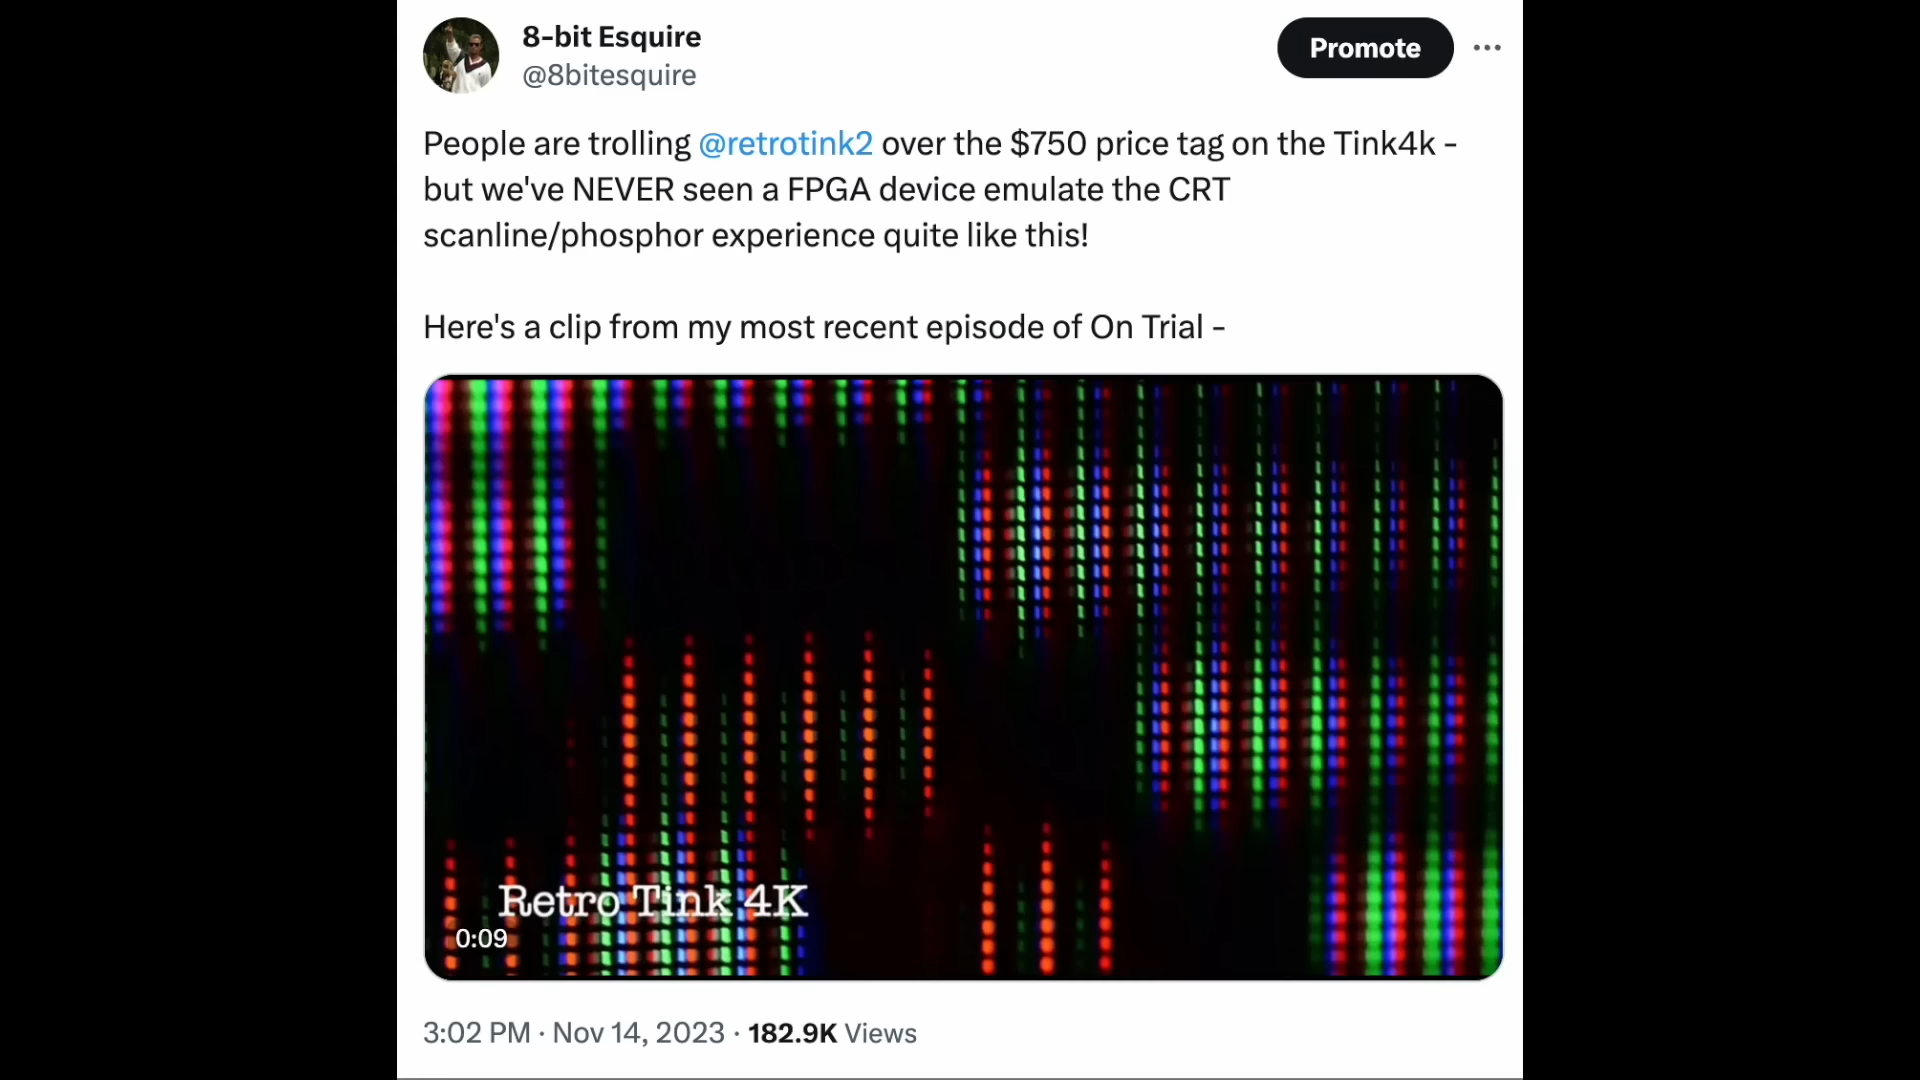 8-bit Esquire
@8bitesquire
Promote
People are trolling @retrotink2 over the $750 price tag on the Tink4k -
but we've NEVER seen a FPGA device emulate the CRT
scanline/phosphor experience quite like this!
Here's a clip from my most recent episode of On Trial -
Retro Tink 4K
0:09
3:02 PM · Nov 14, 2023 · 182.9K Views